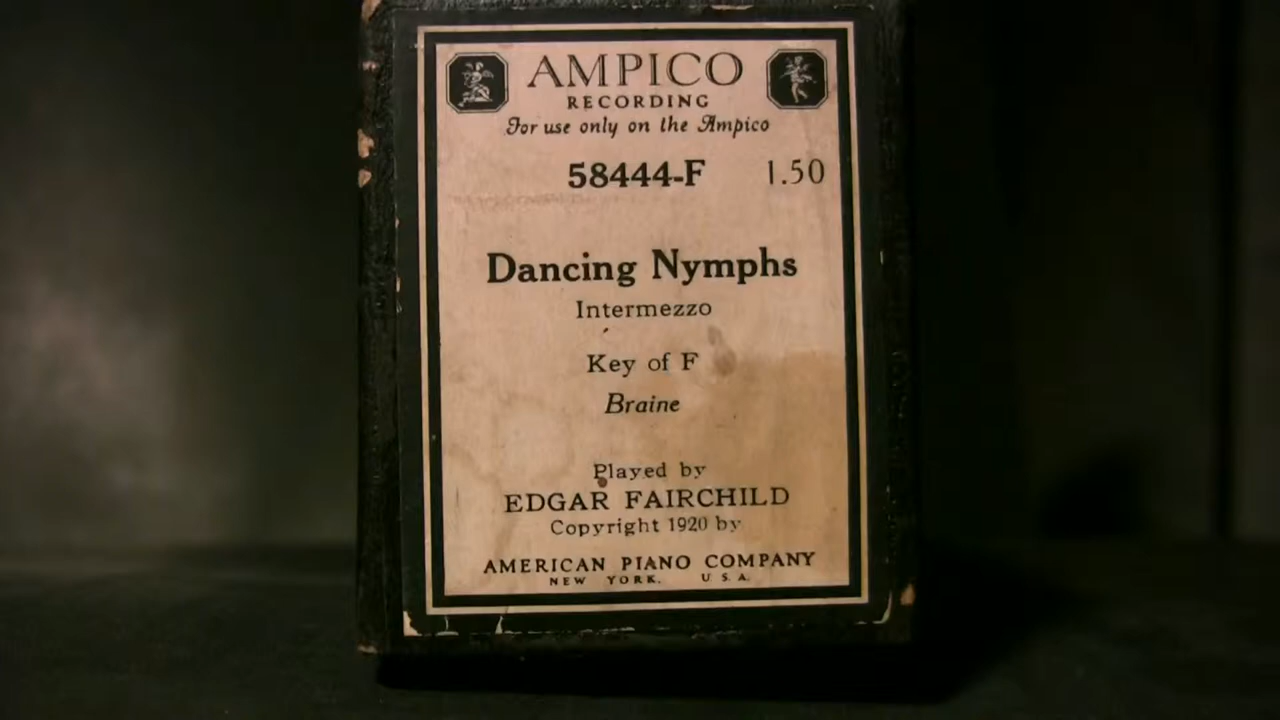 AMPICO
RECORDING
For use only on the Ampico
58444-F 1.50
Dancing Nymphs
Intermezzo
Key of F
Braine
Played by
EDGAR FAIRCHILD
Copyright 1920 by
AMERICAN PIANO COMPANY
NEW YORK. U.S.A.